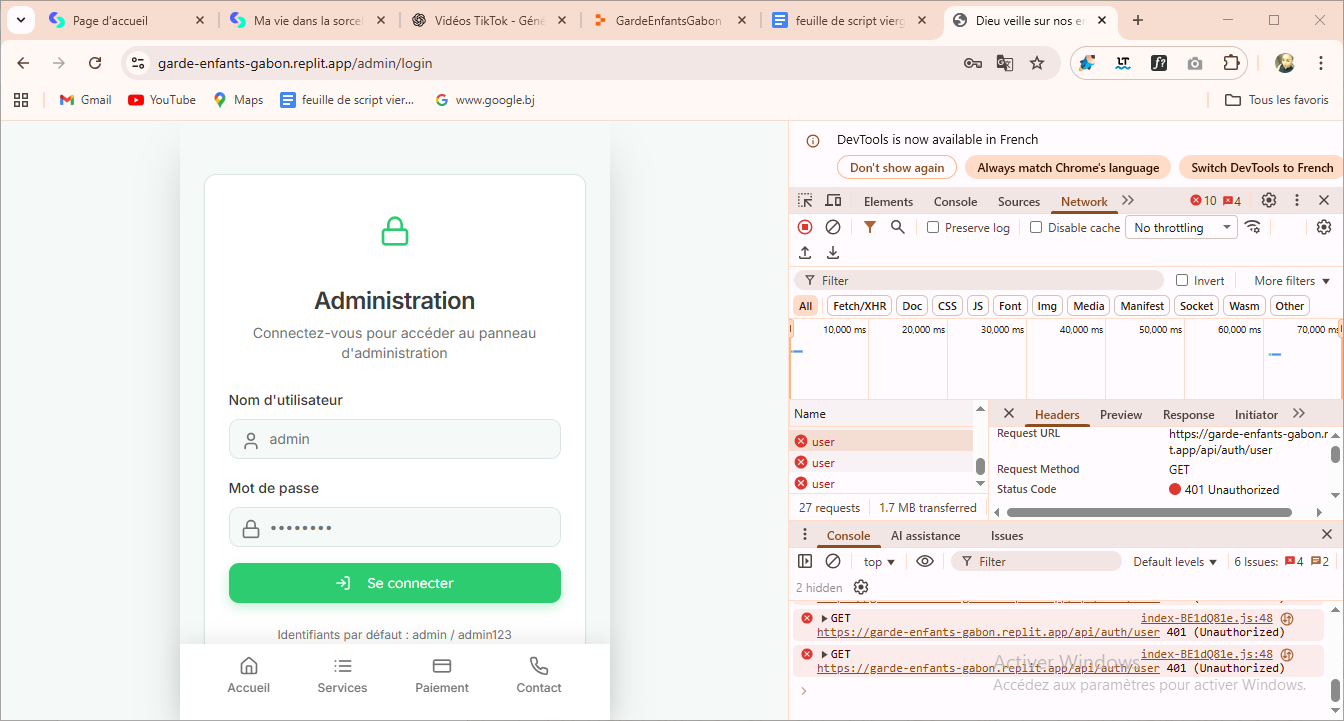 Page d'accueil
Ma vie dans la sorcel
Vidéos TikTok - Géné
GardeEnfantsGabon
feuille de script vierg
Dieu veille sur nos e
garde-enfants-gabon.replit.app/admin/login
Gmail
YouTube
Maps
feuille de script vier...
www.google.bj
Tous les favoris
Administration
Connectez-vous pour accéder au panneau
d'administration
Nom d'utilisateur
admin
Mot de passe
••••••••
Se connecter
Identifiants par défaut : admin / admin123
Accueil
Services
Paiement
Contact
DevTools is now available in French
Don't show again
Always match Chrome's language
Switch DevTools to French
Elements
Console
Sources
Network
10
4
Preserve log
Disable cache
No throttling
Filter
Invert
More filters
All
Fetch/XHR
Doc
CSS
JS
Font
Img
Media
Manifest
Socket
Wasm
Other
10,000 ms
20,000 ms
30,000 ms
40,000 ms
50,000 ms
60,000 ms
70,000 ms
Name
user
user
user
27 requests
1.7 MB transferred
Headers
Preview
Response
Initiator
Request URL
https://garde-enfants-gabon.r
t.app/api/auth/user
Request Method
GET
Status Code
401 Unauthorized
Console
AI assistance
Issues
top
Filter
Default levels
6 Issues:
4
2
2 hidden
GET
index-BE1dQ81e.js:48
https://garde-enfants-gabon.replit.app/api/auth/user 401 (Unauthorized)
GET
index-BE1dQ81e.js:48
https://garde-enfants-gabon.replit.app/api/auth/user 401 (Unauthorized)
Activer Windows
Accédez aux paramètres pour activer Windows.